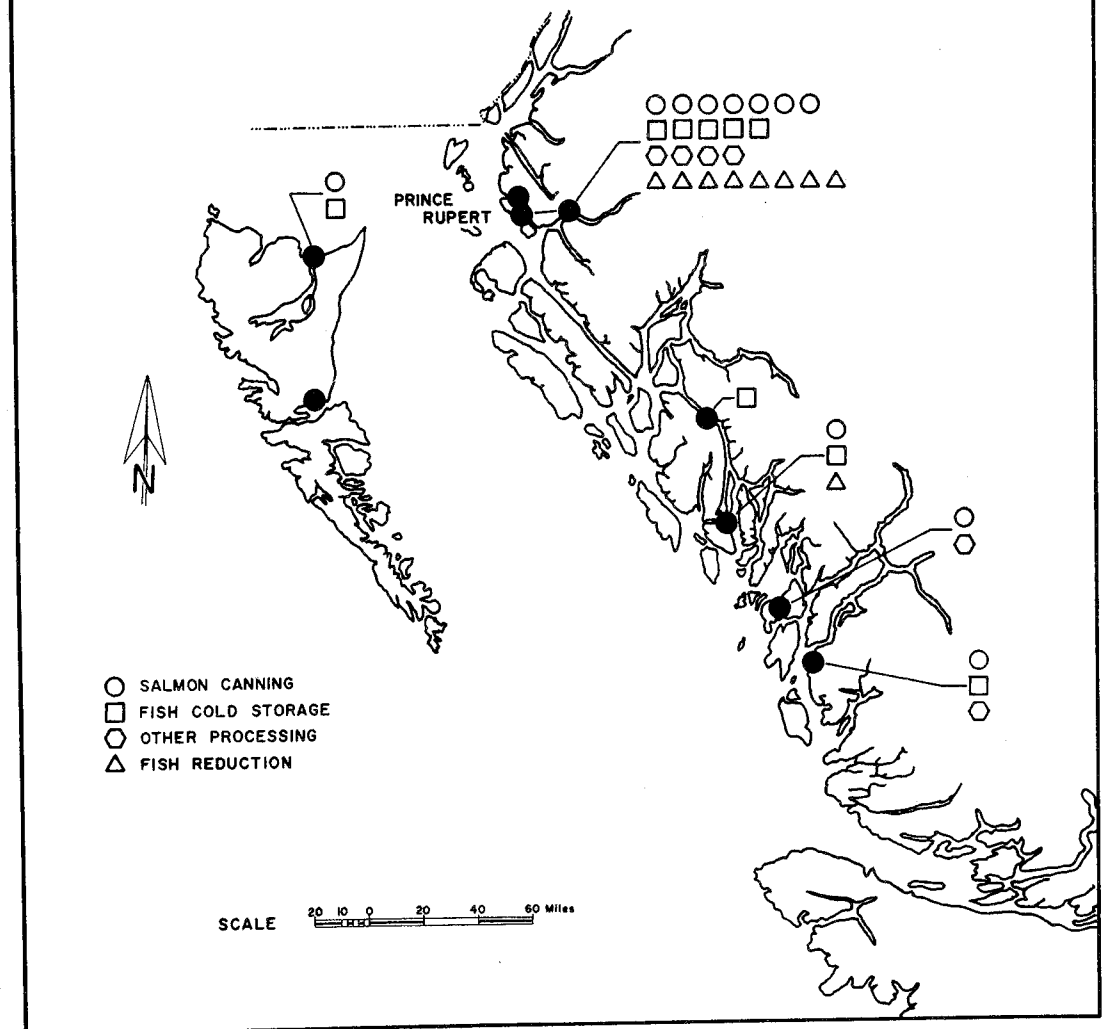 PRINCE
RUPERT
N
SALMON CANNING
FISH COLD STORAGE
OTHER PROCESSING
FISH REDUCTION
SCALE
20 10 0 20 40 60 Miles